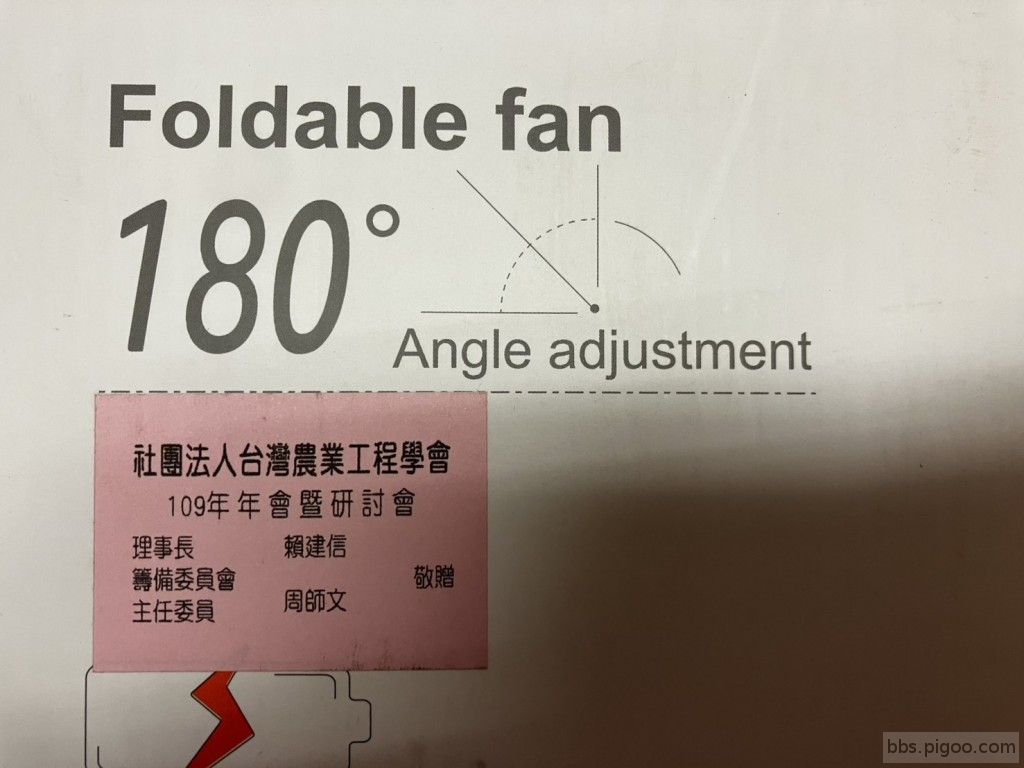 Foldable fan
180°
Angle adjustment
社團法人台灣農業工程學會
109年年會暨研討會
理事長 賴建信
籌備委員會
主任委員 周師文 敬贈
bbs.pigoo.com